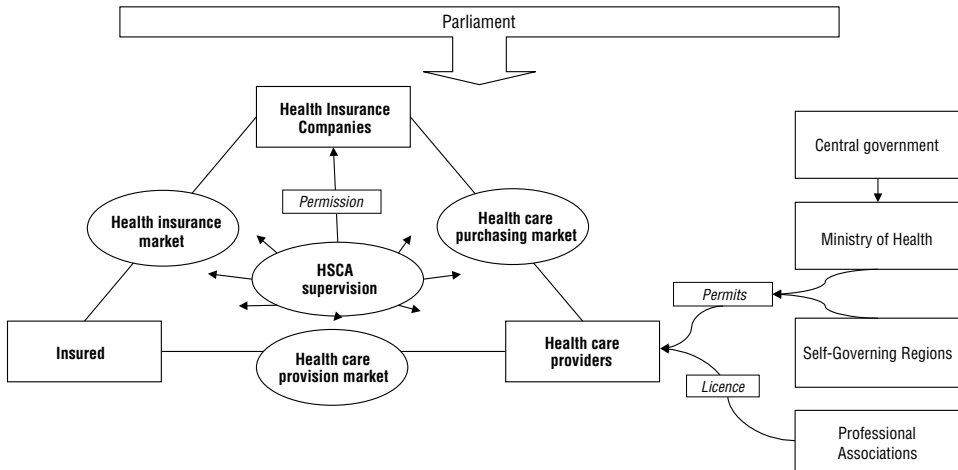 Parliament
Health Insurance
Companies
Central government
Permission
Health insurance
market
Health care
purchasing market
Ministry of Health
HSCA
supervision
Permits
Insured
Health care
provision market
Health care
providers
Self-Governing Regions
Licence
Professional
Associations